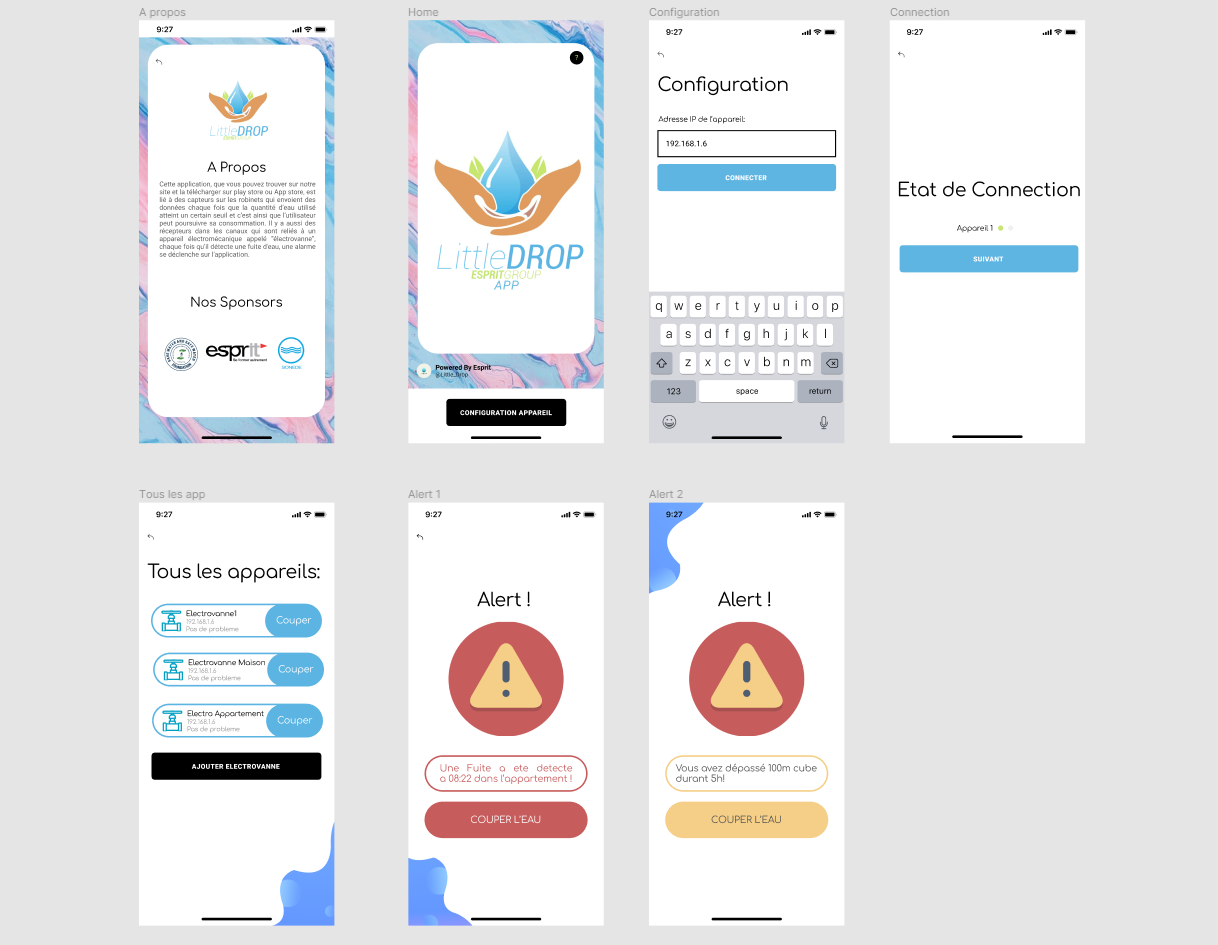 A propos
9:27
LittleDROP
A Propos
Cette application, que vous pouvez trouver sur notre
site et la télécharger sur play store ou App store, est
lié à des capteurs sur les robinets qui envoient des
données chaque fois que la quantité d'eau utilisé
atteint un certain seuil et c'est ainsi que l'utilisateur
peut poursuivre sa consommation. Il y a aussi des
récepteurs dans les canaux qui sont reliés à un
appareil électromécanique appelé "électrovanne",
chaque fois qu'il détecte une fuite d'eau, une alarme
se déclenche sur l'application.
Nos Sponsors
esprit
Se former autrement
SONEDE
Home
?
LittleDROP
ESPRITGROUP
APP
Powered By Esprit
@Little_Drop
CONFIGURATION APPAREIL
Configuration
9:27
Configuration
Adresse IP de l'appareil:
192.168.1.6
CONNECTER
q w e r t y u i o p
a s d f g h j k l
z x c v b n m
123 space return
Connection
9:27
Etat de Connection
Appareil 1
SUIVANT
Tous les app
9:27
Tous les appareils:
Electrovanne1
192.168.1.6
Pas de probleme
Couper
Electrovanne Maison
192.168.1.6
Pas de probleme
Couper
Electro Appartement
192.168.1.6
Pas de probleme
Couper
AJOUTER ELECTROVANNE
Alert 1
9:27
Alert !
Une Fuite a ete detecte
a 08:22 dans l'appartement !
COUPER L'EAU
Alert 2
9:27
Alert !
Vous avez dépassé 100m cube
durant 5h!
COUPER L'EAU